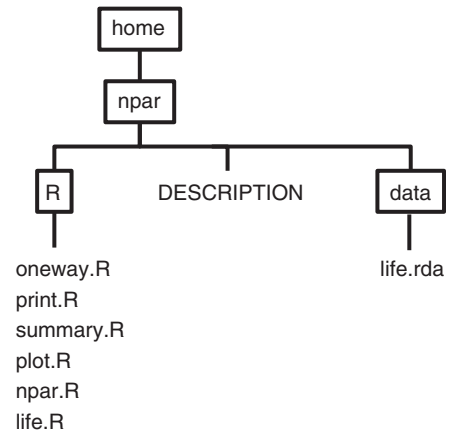 home
npar
R DESCRIPTION data
oneway.R life.rda
print.R
summary.R
plot.R
npar.R
life.R